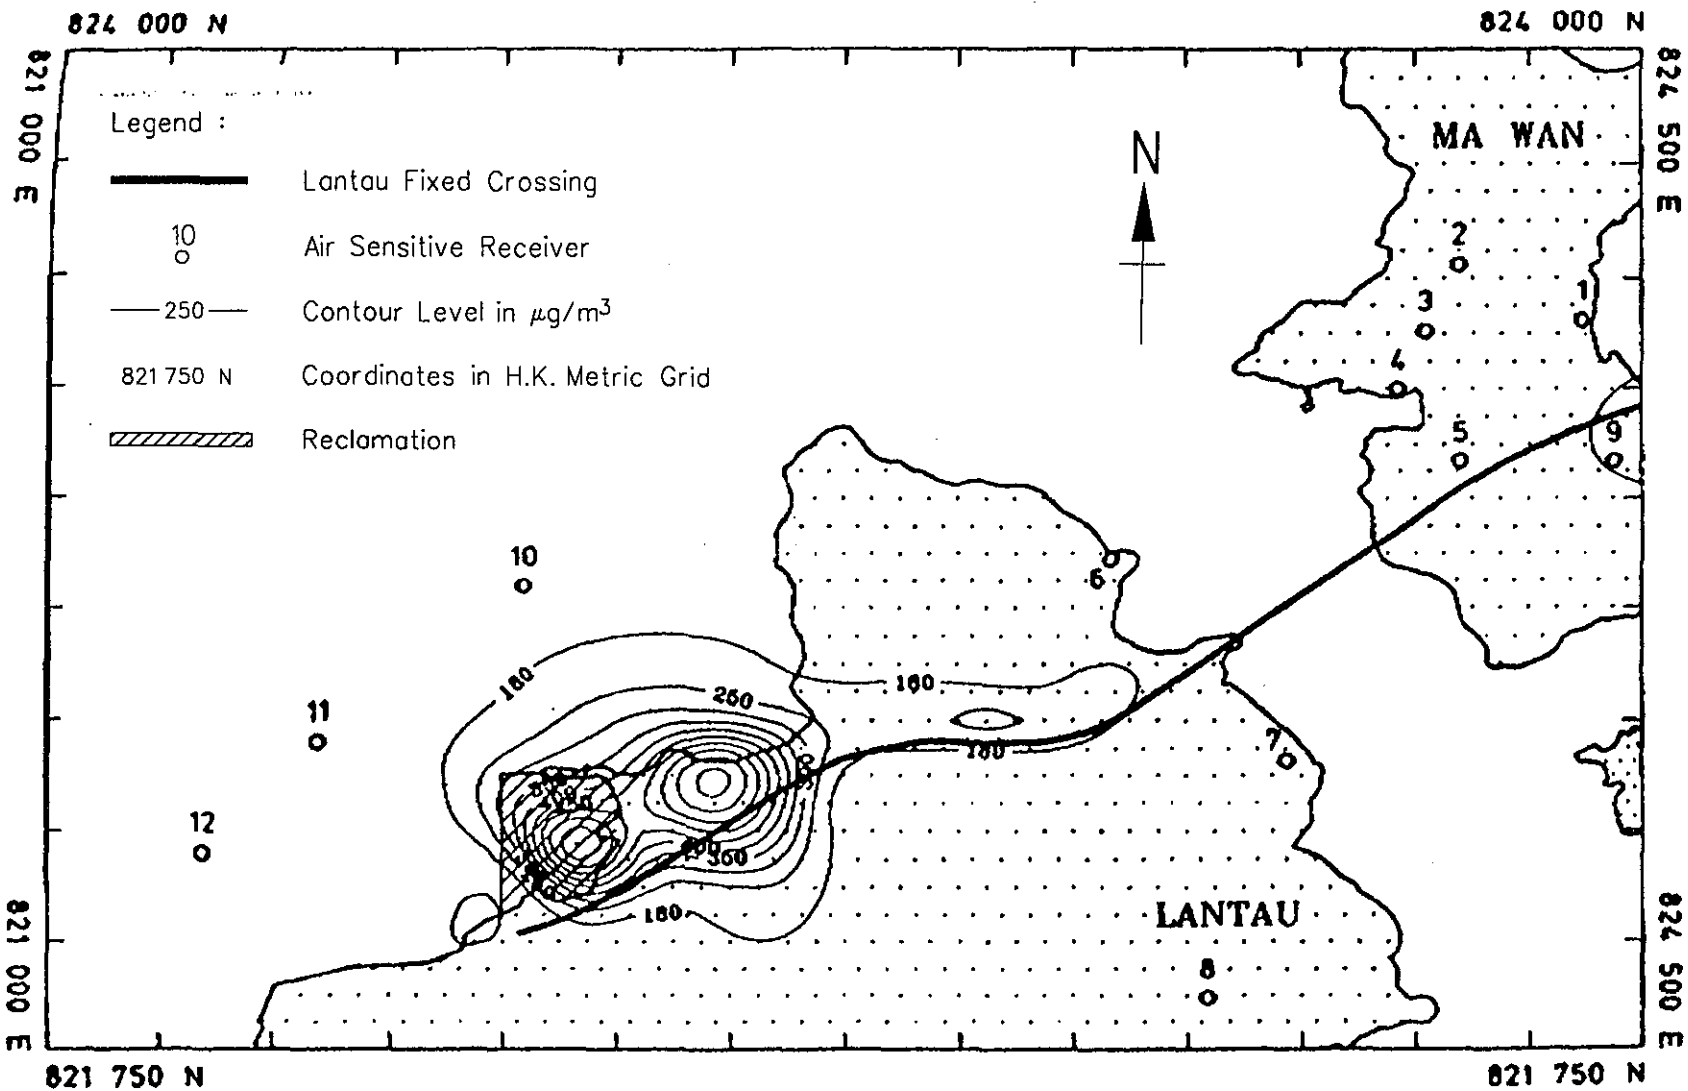 824 000 N
824 000 N
821 000 E
824 500 E
Legend :
Lantau Fixed Crossing
10
Air Sensitive Receiver
250
Contour Level in µg/m³
821 750 N
Coordinates in H.K. Metric Grid
Reclamation
N
MA WAN
2
1
3
4
5
9
10
6
180
180
250
11
7
180
12
360
180
LANTAU
8
821 000 E
824 500 E
821 750 N
821 750 N